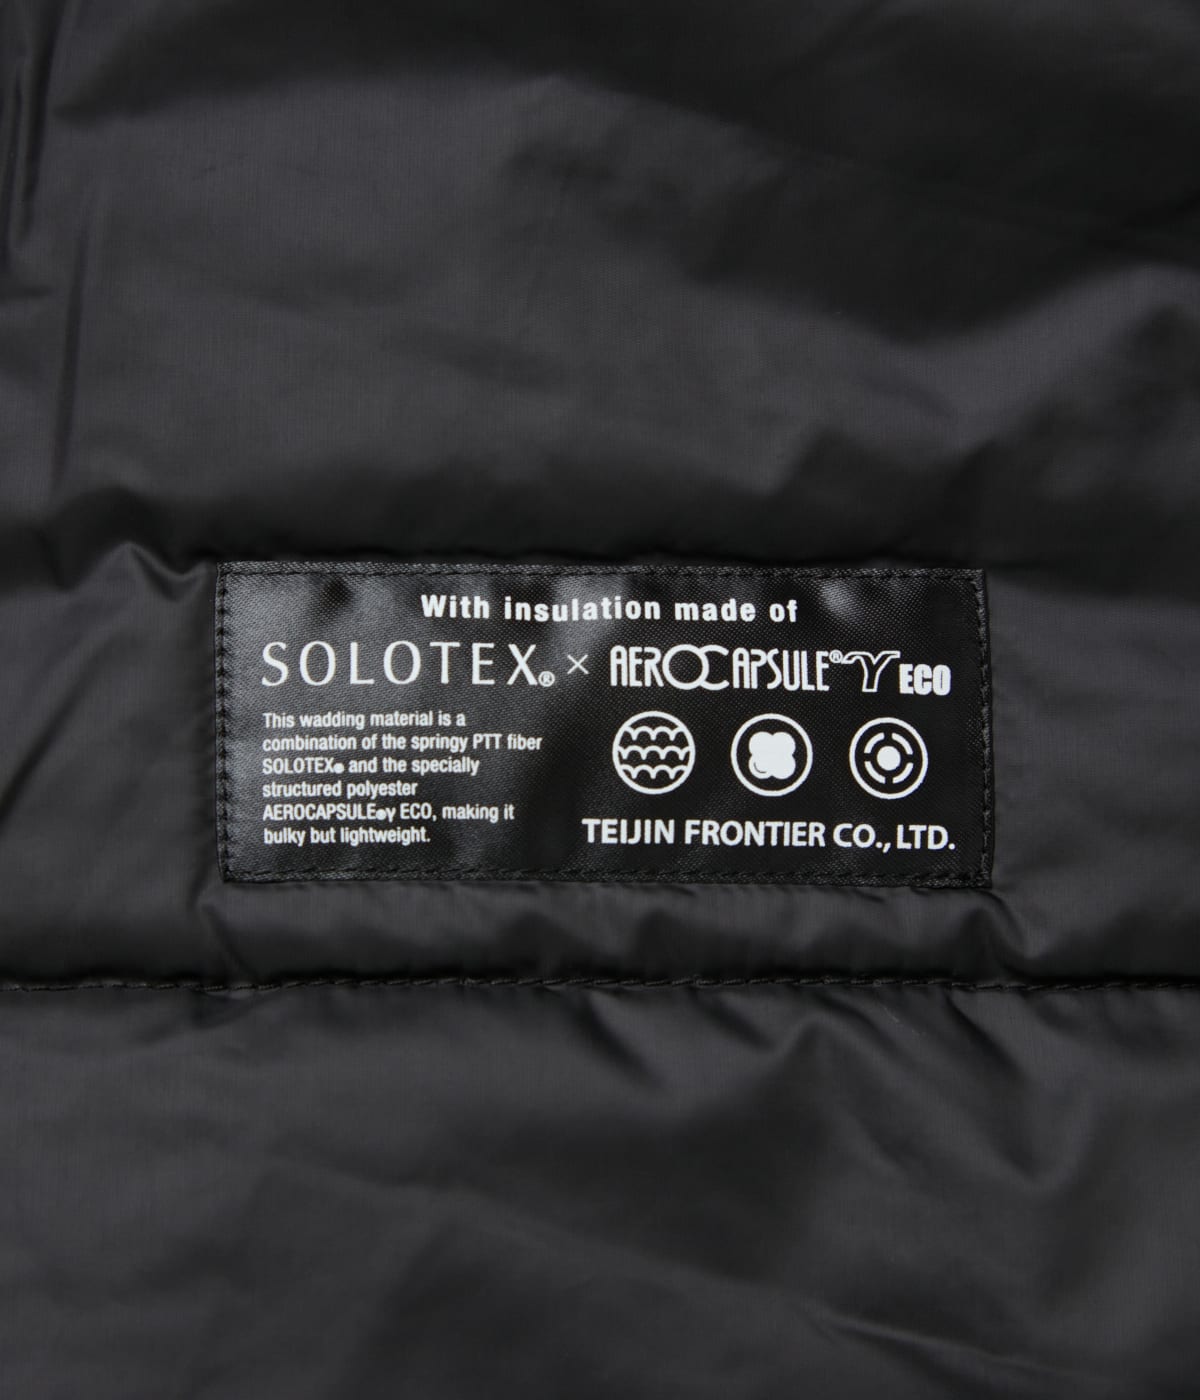 With insulation made of
SOLOTEX® × AEROCAPSULE®γ ECO
This wadding material is a
combination of the springy PTT fiber
SOLOTEX® and the specially
structured polyester
AEROCAPSULE®γ ECO, making it
bulky but lightweight.
TEIJIN FRONTIER CO., LTD.